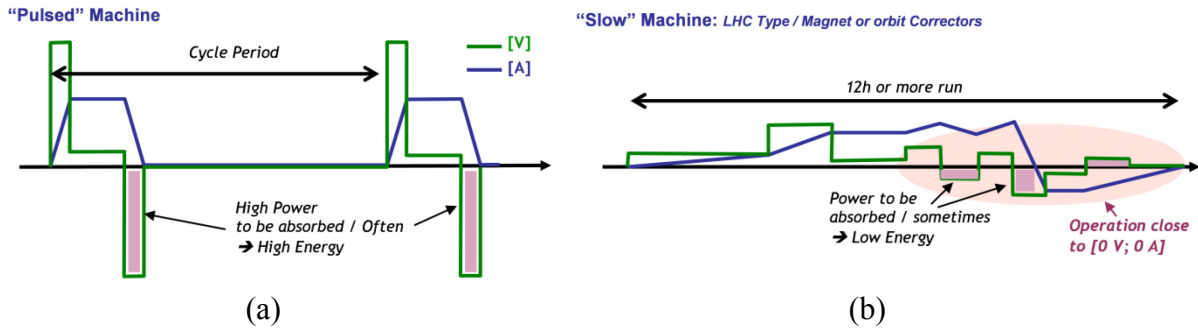 “Pulsed” Machine
Cycle Period
[V]
[A]
High Power
to be absorbed / Often
➔ High Energy
(a)
“Slow” Machine: LHC Type / Magnet or orbit Correctors
12h or more run
Power to be
absorbed / sometimes
➔ Low Energy
Operation close
to [0 V; 0 A]
(b)